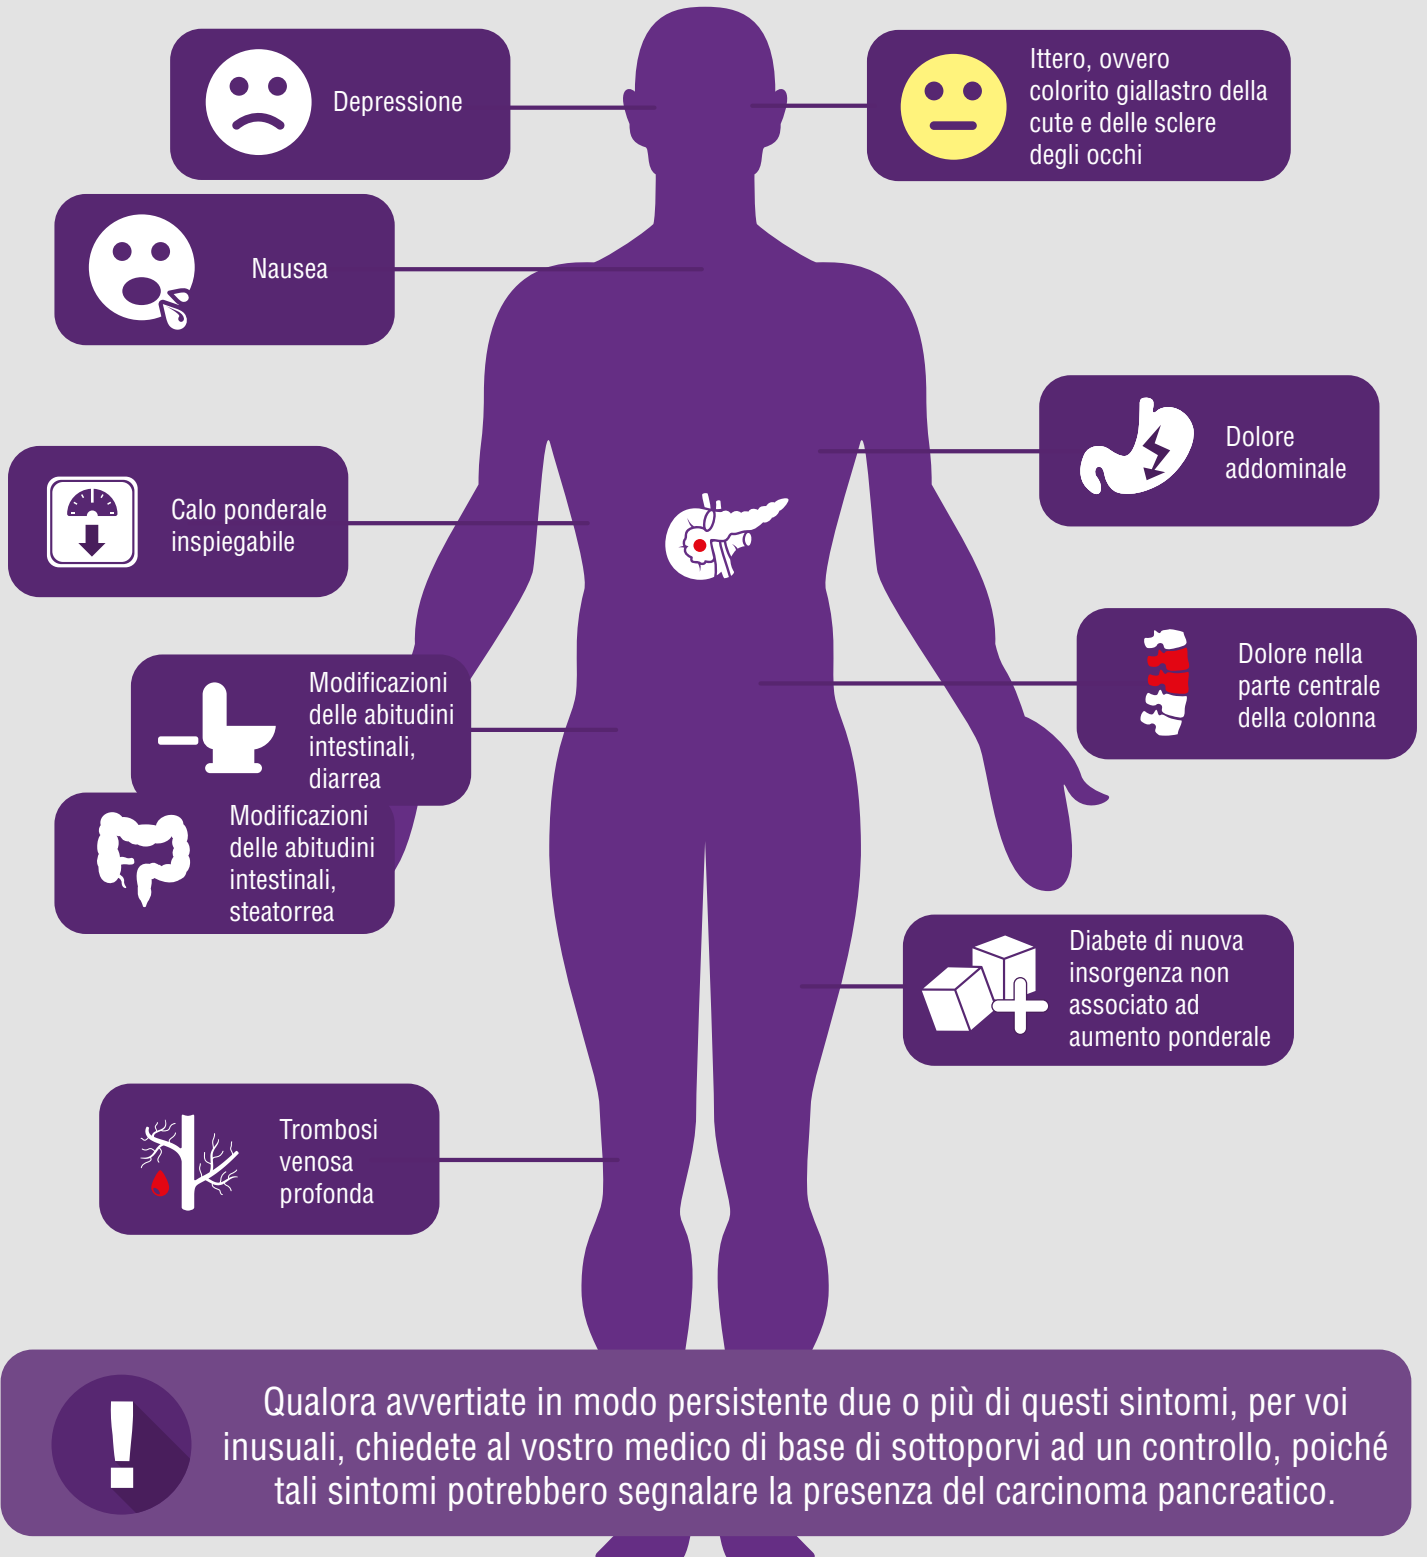 Depressione
Ittero, ovvero
colorito giallastro della
cute e delle sclere
degli occhi
Nausea
Dolore
addominale
Calo ponderale
inspiegabile
Dolore nella
parte centrale
della colonna
Modificazioni
delle abitudini
intestinali,
diarrea
Modificazioni
delle abitudini
intestinali,
steatorrea
Diabete di nuova
insorgenza non
associato ad
aumento ponderale
Trombosi
venosa
profonda
!
Qualora avvertiate in modo persistente due o più di questi sintomi, per voi
inusuali, chiedete al vostro medico di base di sottoporvi ad un controllo, poiché
tali sintomi potrebbero segnalare la presenza del carcinoma pancreatico.